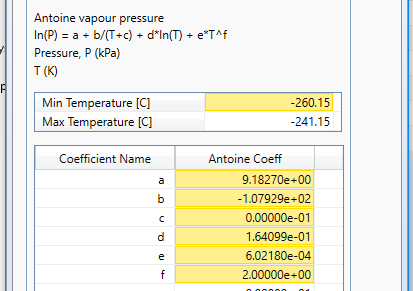 Antoine vapour pressure
ln(P) = a + b/(T+c) + d*ln(T) + e*T^f
Pressure, P (kPa)
T (K)
Min Temperature [C] -260.15
Max Temperature [C] -241.15
Coefficient Name Antoine Coeff
a 9.18270e+00
b -1.07929e+02
c 0.00000e-01
d 1.64099e-01
e 6.02180e-04
f 2.00000e+00